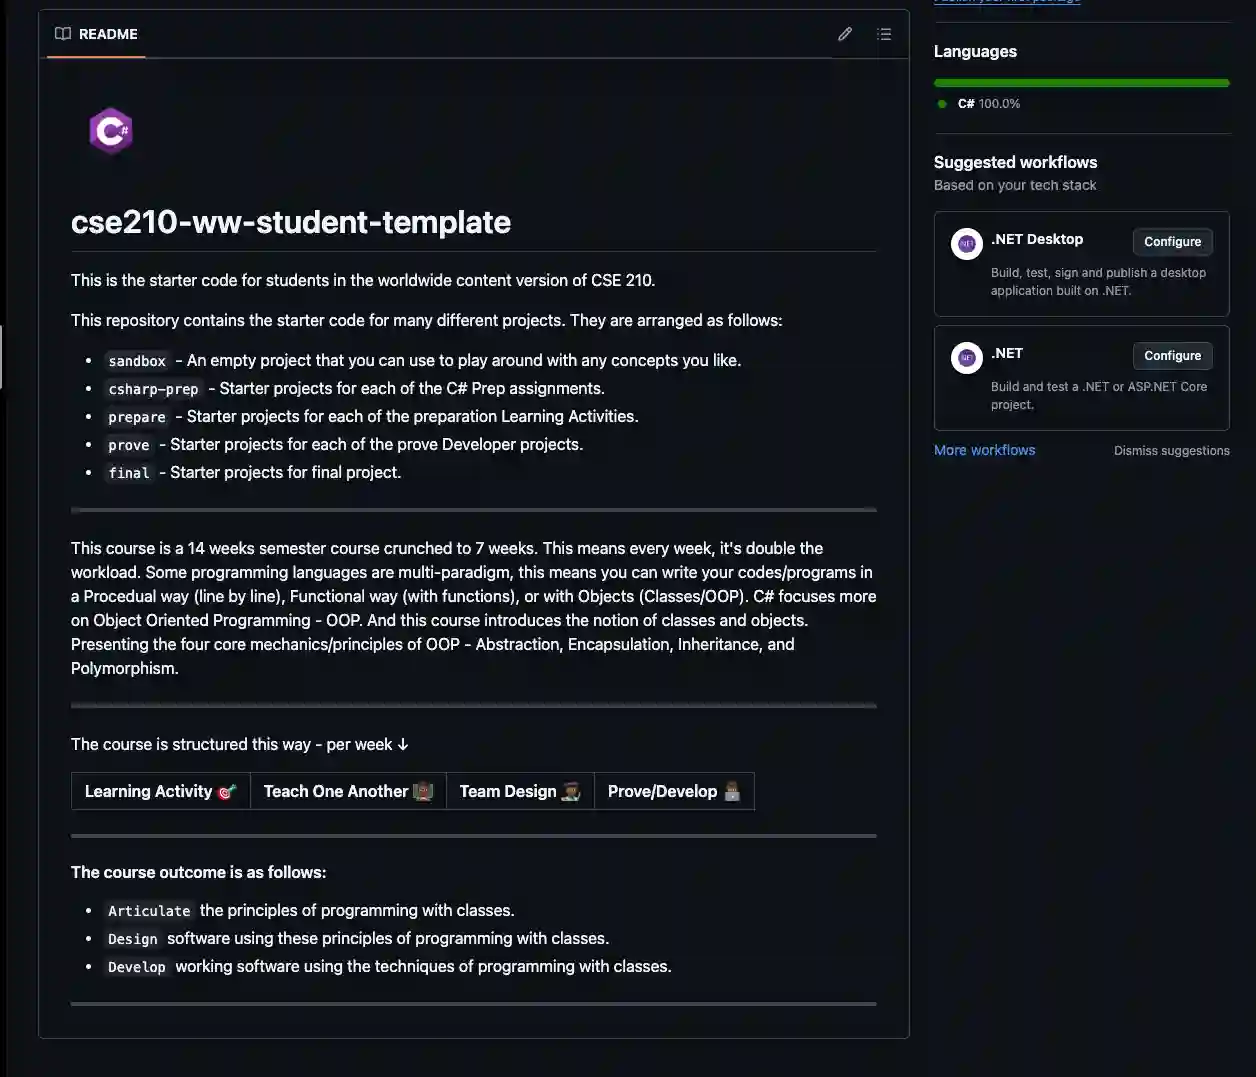 README
C#
cse210-ww-student-template
This is the starter code for students in the worldwide content version of CSE 210.
This repository contains the starter code for many different projects. They are arranged as follows:
• sandbox - An empty project that you can use to play around with any concepts you like.
• csharp-prep - Starter projects for each of the C# Prep assignments.
• prepare - Starter projects for each of the preparation Learning Activities.
• prove - Starter projects for each of the prove Developer projects.
• final - Starter projects for final project.
This course is a 14 weeks semester course crunched to 7 weeks. This means every week, it's double the
workload. Some programming languages are multi-paradigm, this means you can write your codes/programs in
a Procedual way (line by line), Functional way (with functions), or with Objects (Classes/OOP). C# focuses more
on Object Oriented Programming - OOP. And this course introduces the notion of classes and objects.
Presenting the four core mechanics/principles of OOP - Abstraction, Encapsulation, Inheritance, and
Polymorphism.
The course is structured this way - per week ↓
Learning Activity 🎯 Teach One Another 👨🏿‍🏫 Team Design 👨🏿‍🎓 Prove/Develop 👨🏿‍💻
The course outcome is as follows:
• Articulate the principles of programming with classes.
• Design software using these principles of programming with classes.
• Develop working software using the techniques of programming with classes.
Publish your first package
Languages
C# 100.0%
Suggested workflows
Based on your tech stack
.NET
.NET Desktop
Configure
Build, test, sign and publish a desktop
application built on .NET.
.NET
.NET
Configure
Build and test a .NET or ASP.NET Core
project.
More workflows
Dismiss suggestions